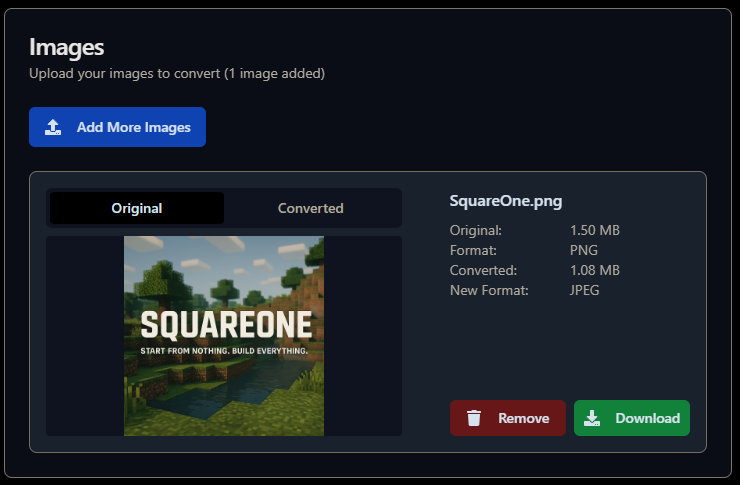 Images
Upload your images to convert (1 image added)
Add More Images
Original
Converted
SQUAREONE
START FROM NOTHING. BUILD EVERYTHING.
SquareOne.png
Original: 1.50 MB
Format: PNG
Converted: 1.08 MB
New Format: JPEG
Remove
Download